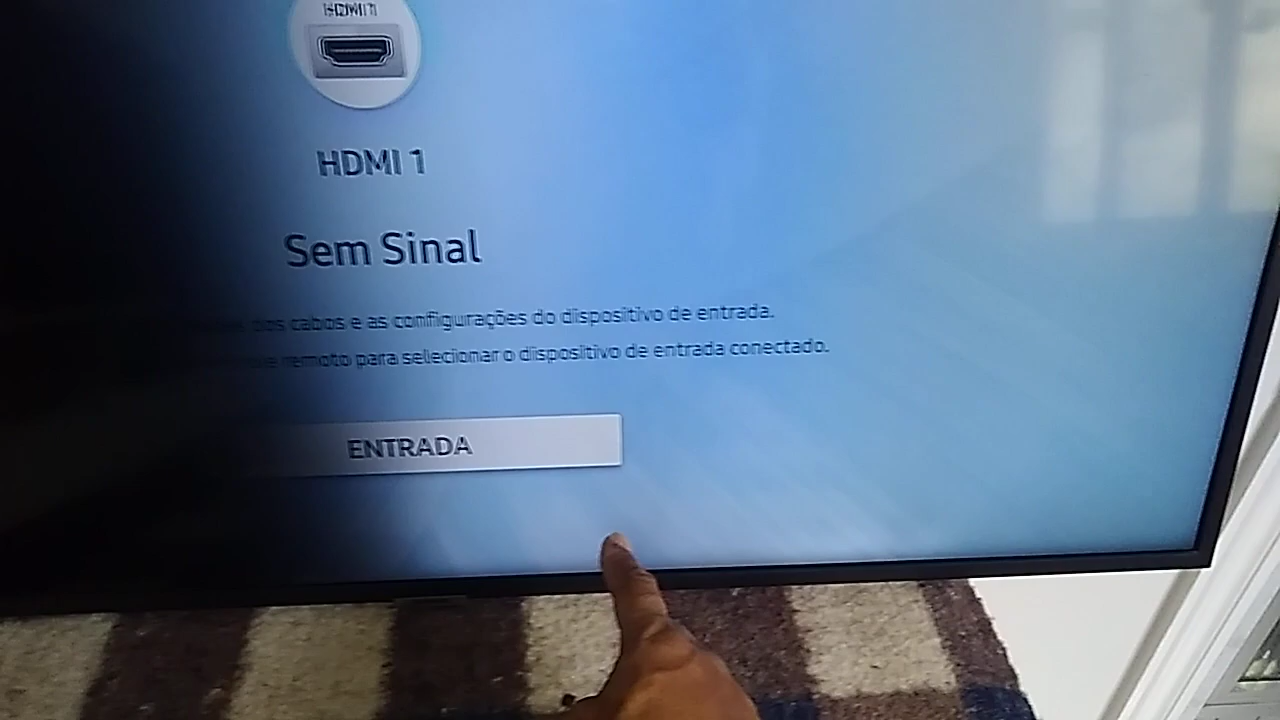 HDMI 1
HDMI 1
Sem Sinal
cabos e as configurações do dispositivo de entrada.
remoto para selecionar o dispositivo de entrada conectado.
ENTRADA